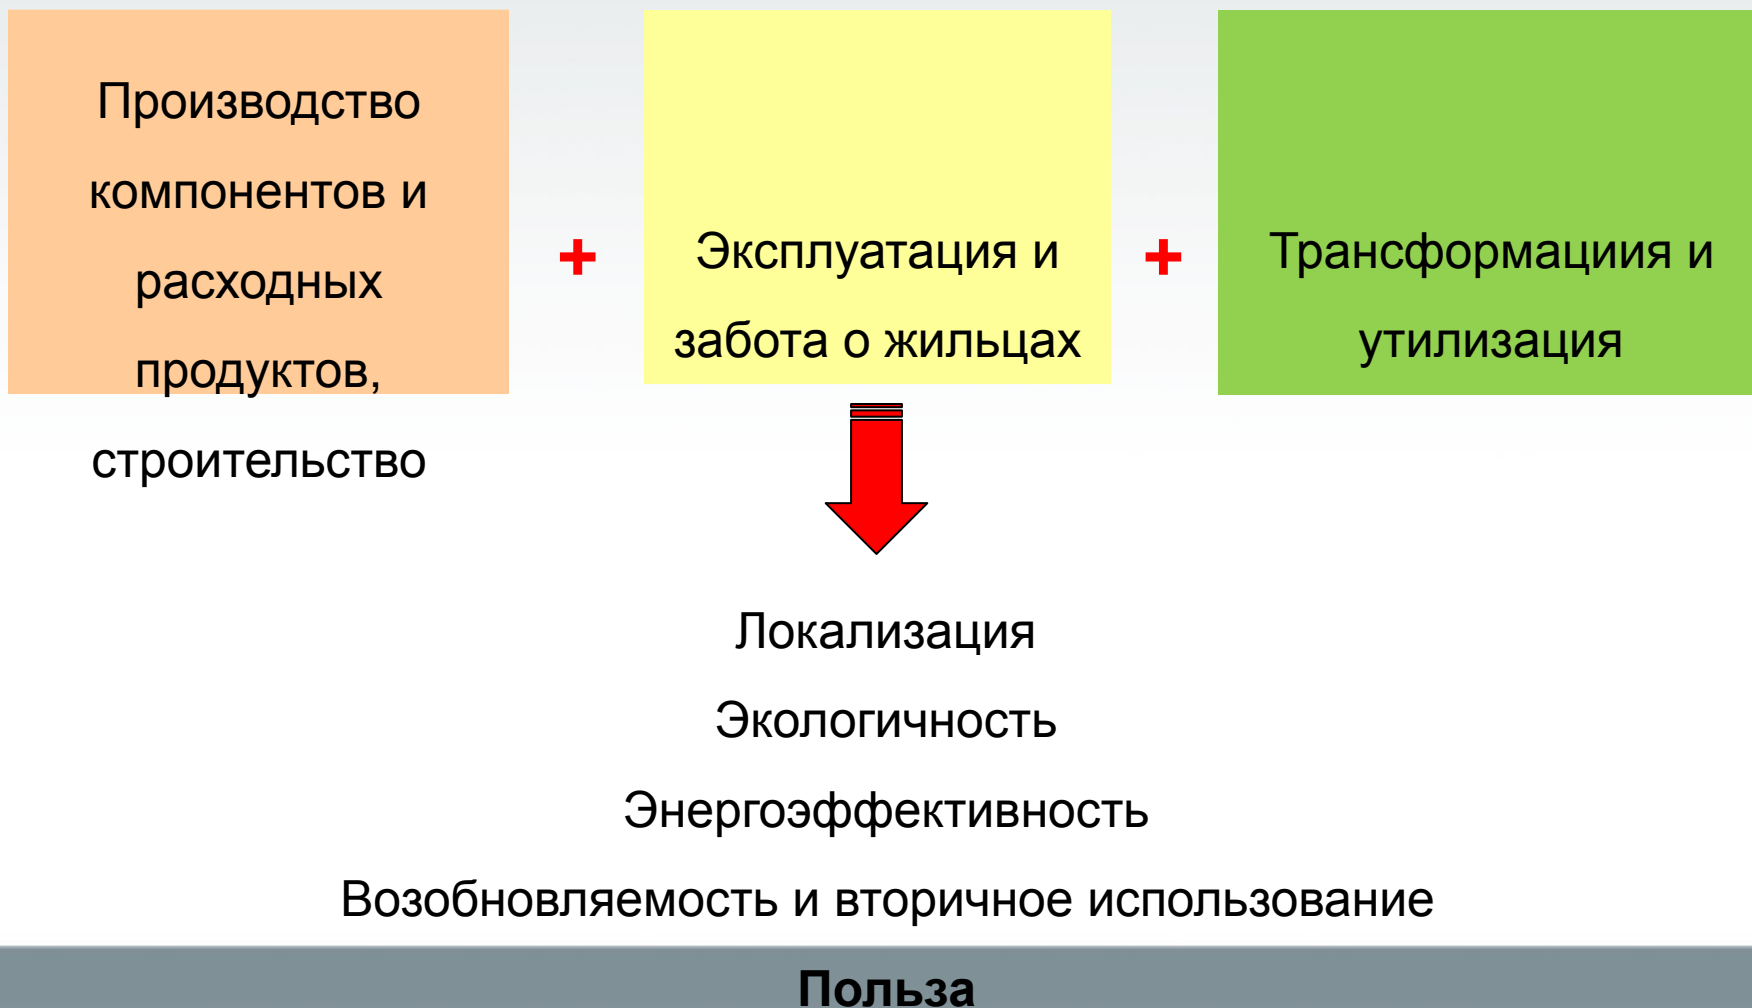 Производство
компонентов и
расходных
продуктов,
строительство
+
Эксплуатация и
забота о жильцах
+
Трансформациия и
утилизация
Локализация
Экологичность
Энергоэффективность
Возобновляемость и вторичное использование
Польза